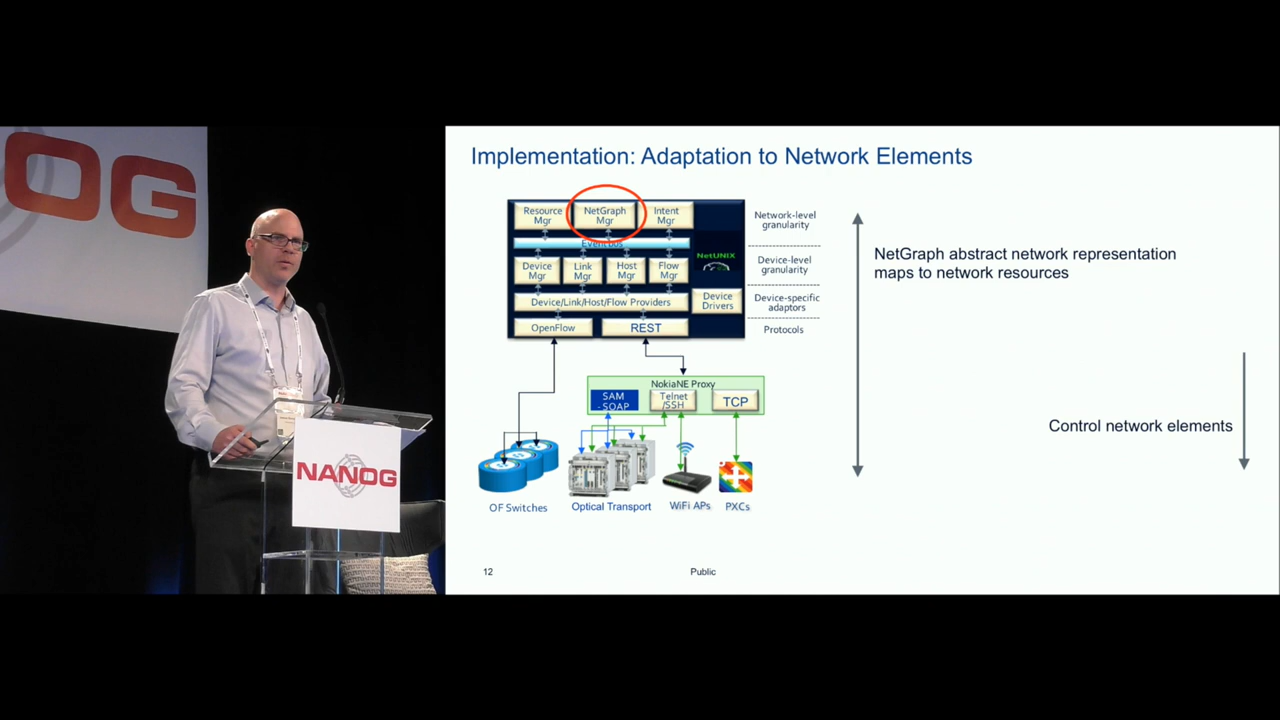 OG
NANOG
Implementation: Adaptation to Network Elements
Resource
Mgr
NetGraph
Mgr
Intent
Mgr
Network-level
granularity
NetUNIX
Device
Mgr
Link
Mgr
Host
Mgr
Flow
Mgr
Device-level
granularity
Device/Link/Host/Flow Providers
Device
Drivers
Device-specific
adaptors
OpenFlow
REST
Protocols
NetGraph abstract network representation
maps to network resources
NokiaNE Proxy
SAM
- SOAP
Telnet
/SSH
TCP
Control network elements
OF Switches
Optical Transport
WiFi APs
PXCs
12
Public